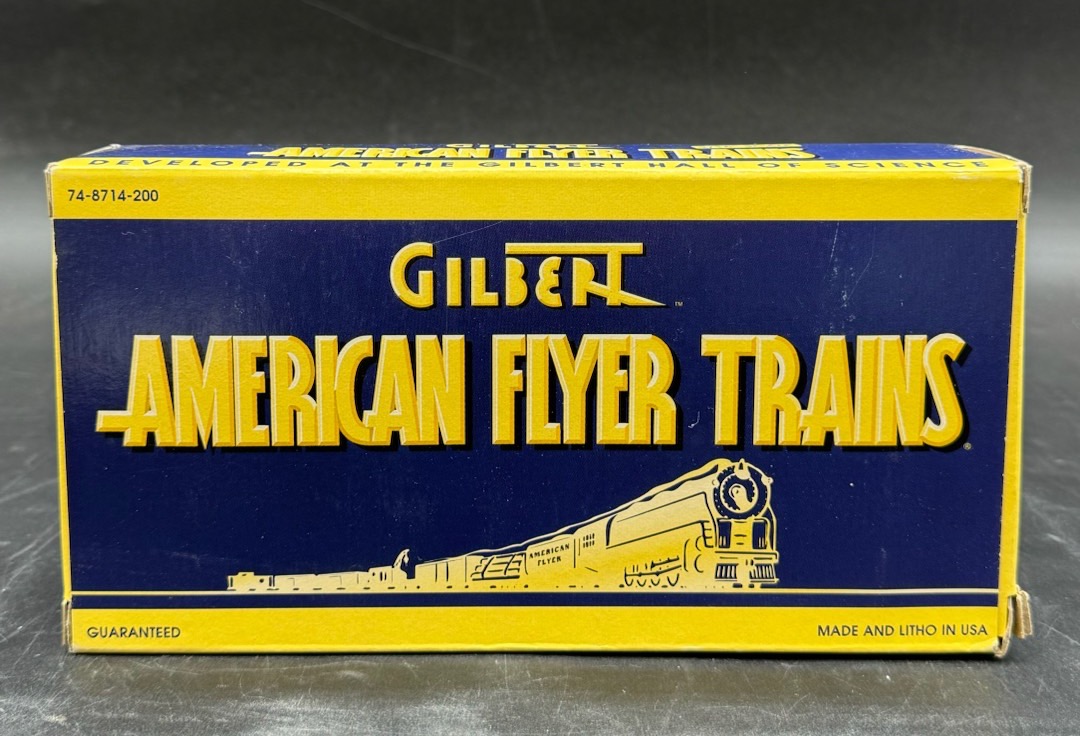 AMERICAN FLYER TRAINS
DEVELOPED AT THE GILBERT HALL OF SCIENCE
74-8714-200
GILBERT™
AMERICAN FLYER TRAINS®
AMERICAN
FLYER
GUARANTEED
MADE AND LITHO IN USA